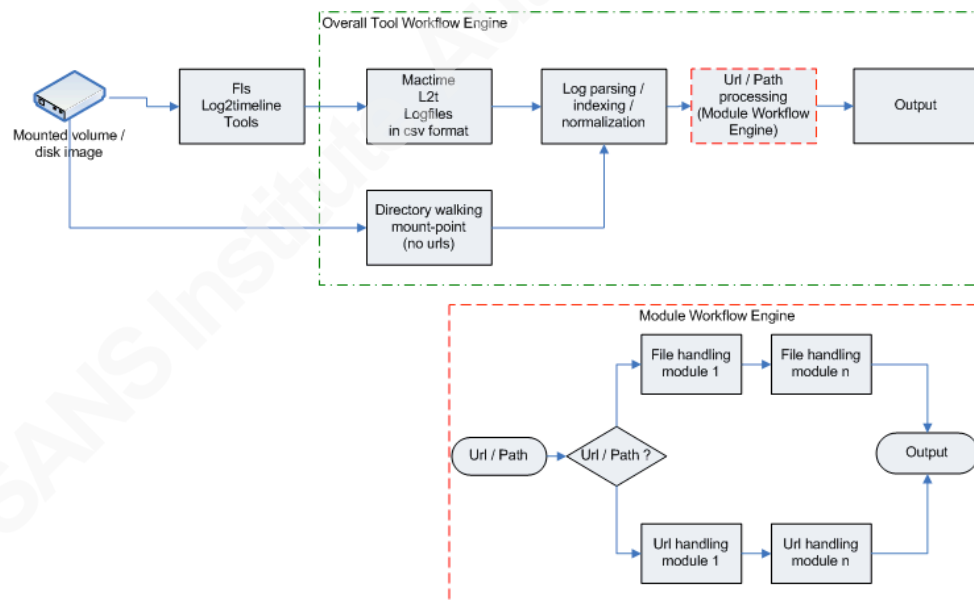 Overall Tool Workflow Engine
Mounted volume /
disk image
Fls
Log2timeline
Tools
Mactime
L2t
Logfiles
in csv format
Log parsing /
indexing /
normalization
Url / Path
processing
(Module Workflow
Engine)
Output
Directory walking
mount-point
(no urls)
Module Workflow Engine
File handling
module 1
File handling
module n
Url / Path
Url / Path ?
Output
Url handling
module 1
Url handling
module n
SANS Institute